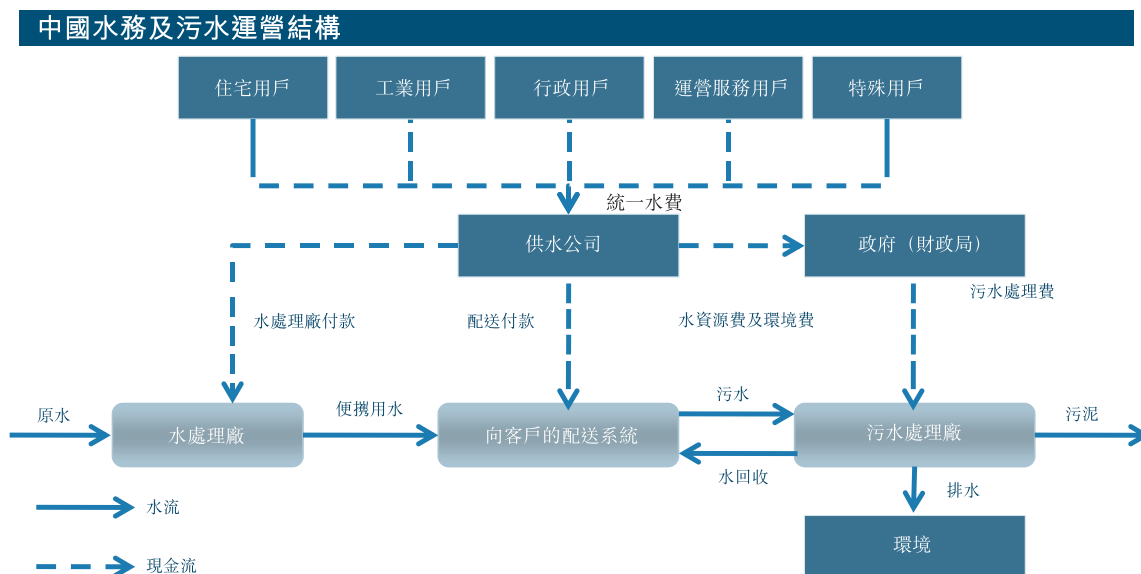 中國水務及污水運營結構
住宅用戶
工業用戶
行政用戶
運營服務用戶
特殊用戶
統一水費
供水公司
政府（財政局）
污水處理費
水處理廠付款
配送付款
水資源費及環境費
原水
水處理廠
便携用水
向客戶的配送系統
污水
水回收
污水處理廠
污泥
水流
排水
環境
現金流